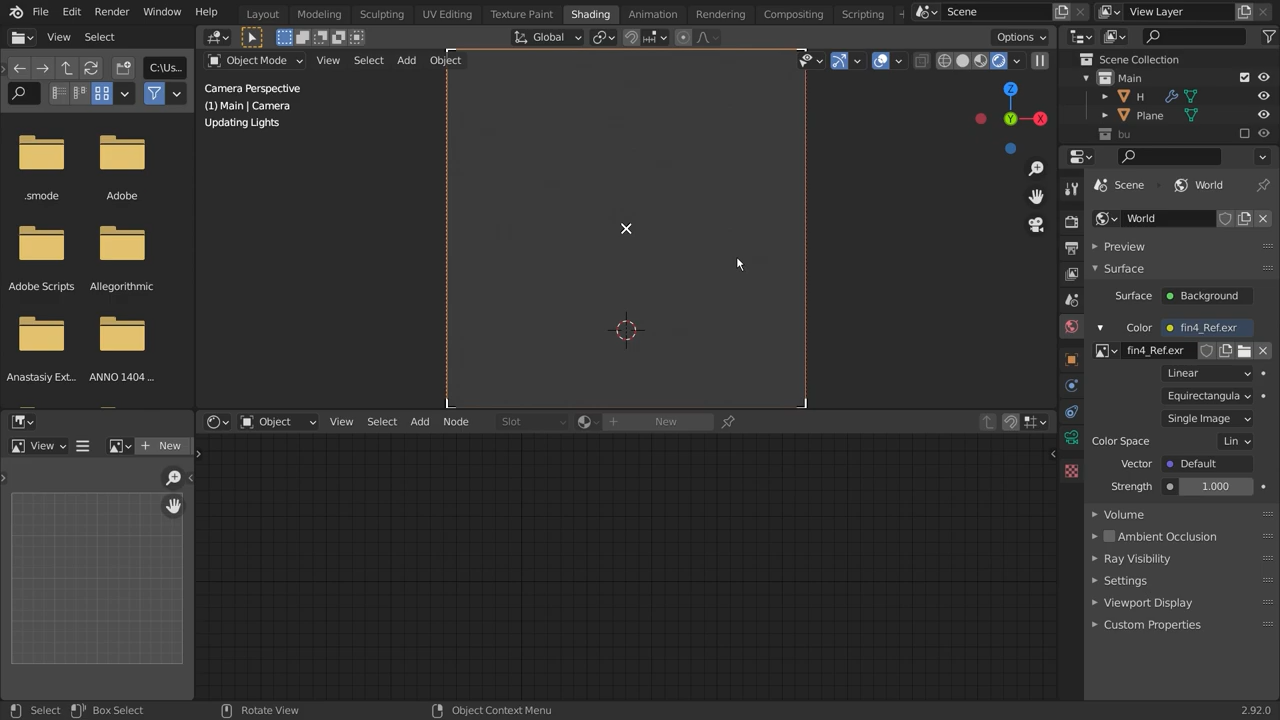 File Edit Render Window Help Layout Modeling Sculpting UV Editing Texture Paint Shading Animation Rendering Compositing Scripting Scene View Layer
View Select
Global
Options
C:\Us...
Object Mode View Select Add Object
Camera Perspective
(1) Main | Camera
Updating Lights
Z
Y
X
.smode Adobe
Adobe Scripts Allegorithmic
Anastasiy Ext... ANNO 1404 ...
View New
Object View Select Add Node Slot New
Scene Collection
Main
H
Plane
bu
Scene World
World
Preview
Surface
Surface Background
Color fin4_Ref.exr
fin4_Ref.exr
Linear
Equirectangula
Single Image
Color Space Lin
Vector Default
Strength 1.000
Volume
Ambient Occlusion
Ray Visibility
Settings
Viewport Display
Custom Properties
Select Box Select Rotate View Object Context Menu 2.92.0